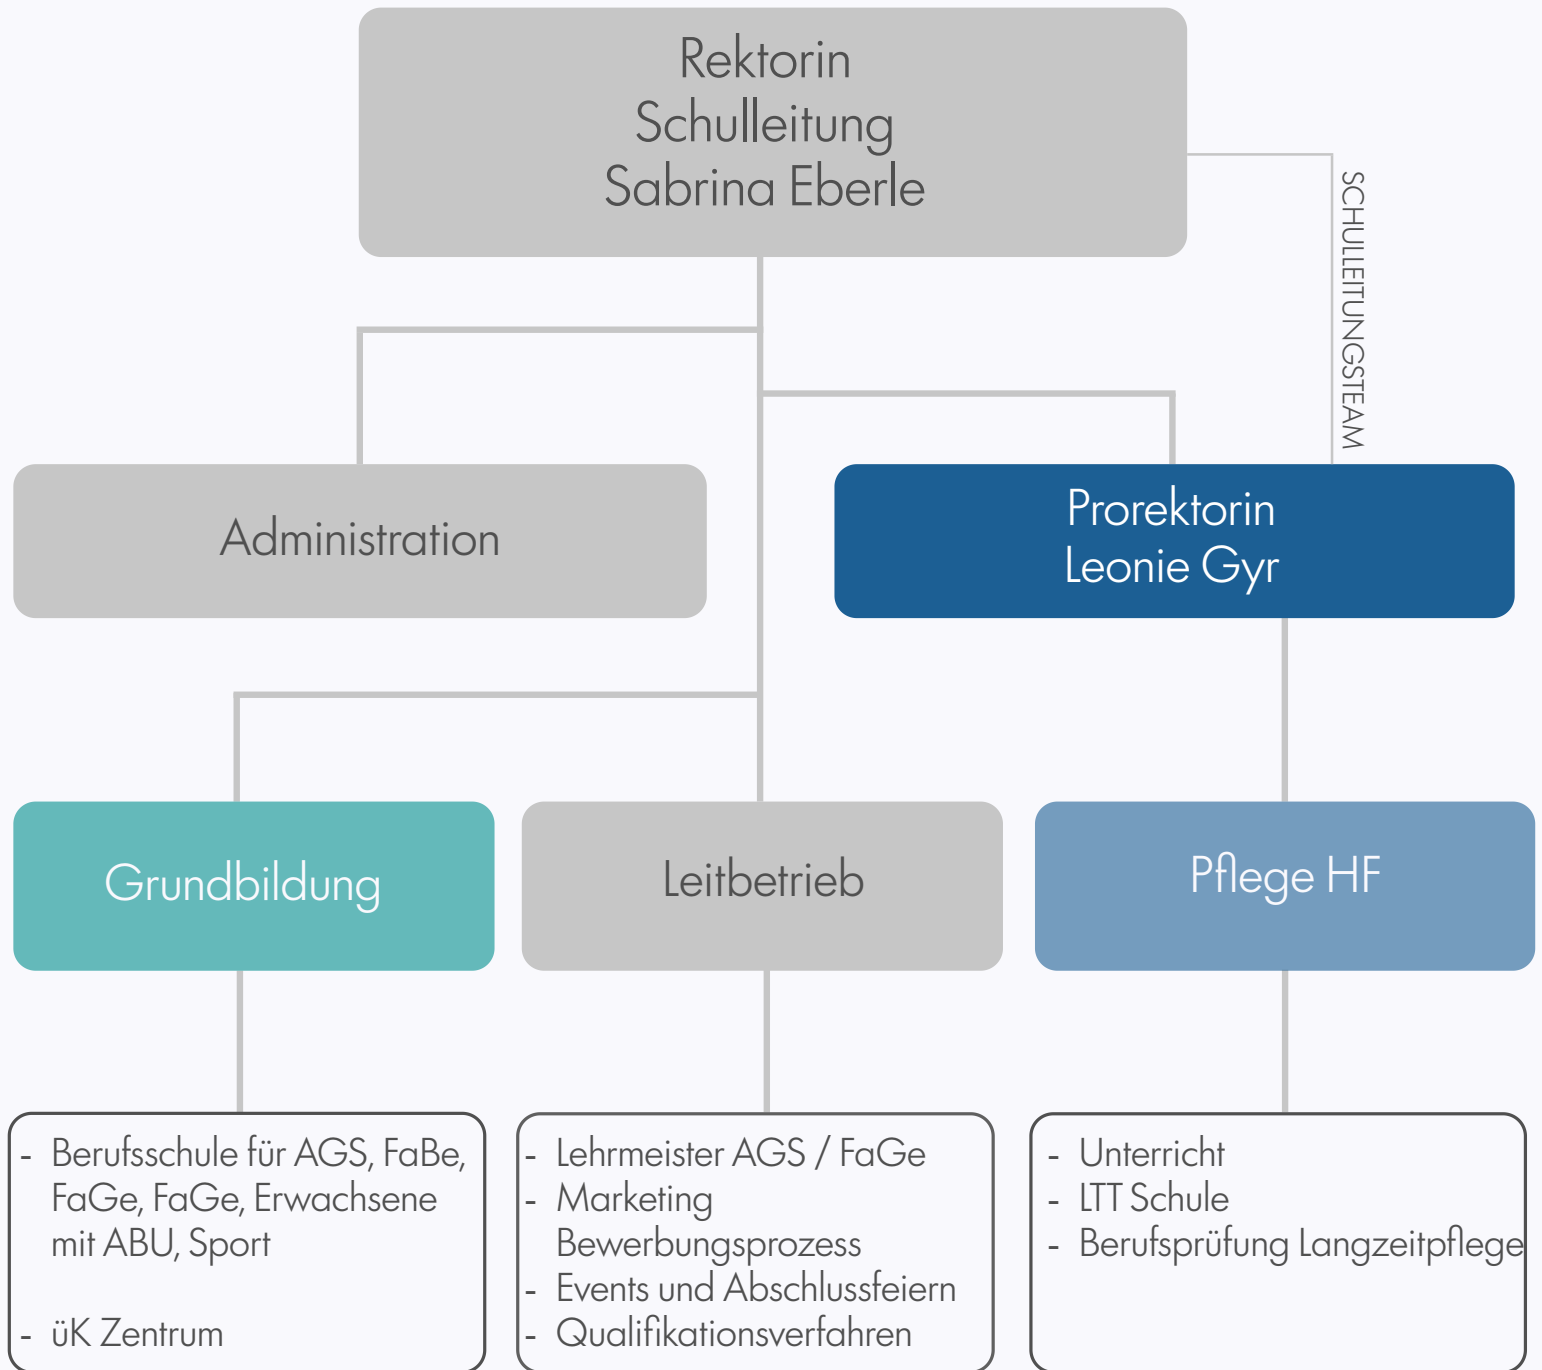 Rektorin
Schulleitung
Sabrina Eberle
SCHULLEITUNGSTEAM
Administration
Prorektorin
Leonie Gyr
Grundbildung
Leitbetrieb
Pflege HF
- Berufsschule für AGS, FaBe,
FaGe, FaGe, Erwachsene
mit ABU, Sport
- üK Zentrum
- Lehrmeister AGS / FaGe
- Marketing
Bewerbungsprozess
- Events und Abschlussfeiern
- Qualifikationsverfahren
- Unterricht
- LTT Schule
- Berufsprüfung Langzeitpflege